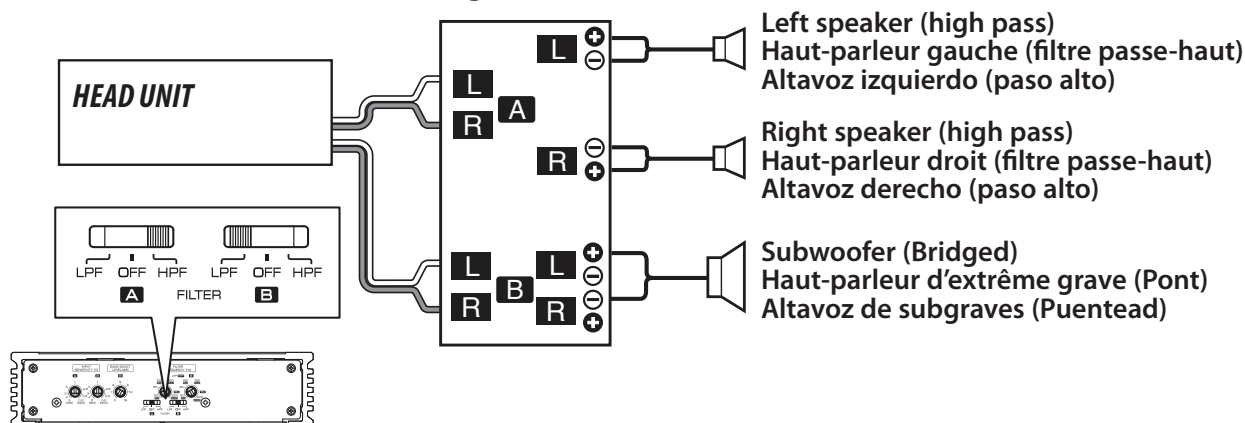 HEAD UNIT
L
R
A
L
R
B
L ⊕
⊖
R ⊖
⊕
L ⊕
⊖
R ⊖
⊕
Left speaker (high pass)
Haut-parleur gauche (filtre passe-haut)
Altavoz izquierdo (paso alto)
Right speaker (high pass)
Haut-parleur droit (filtre passe-haut)
Altavoz derecho (paso alto)
Subwoofer (Bridged)
Haut-parleur d'extrême grave (Pont)
Altavoz de subgraves (Puentead)
LPF OFF HPF LPF OFF HPF
A FILTER B